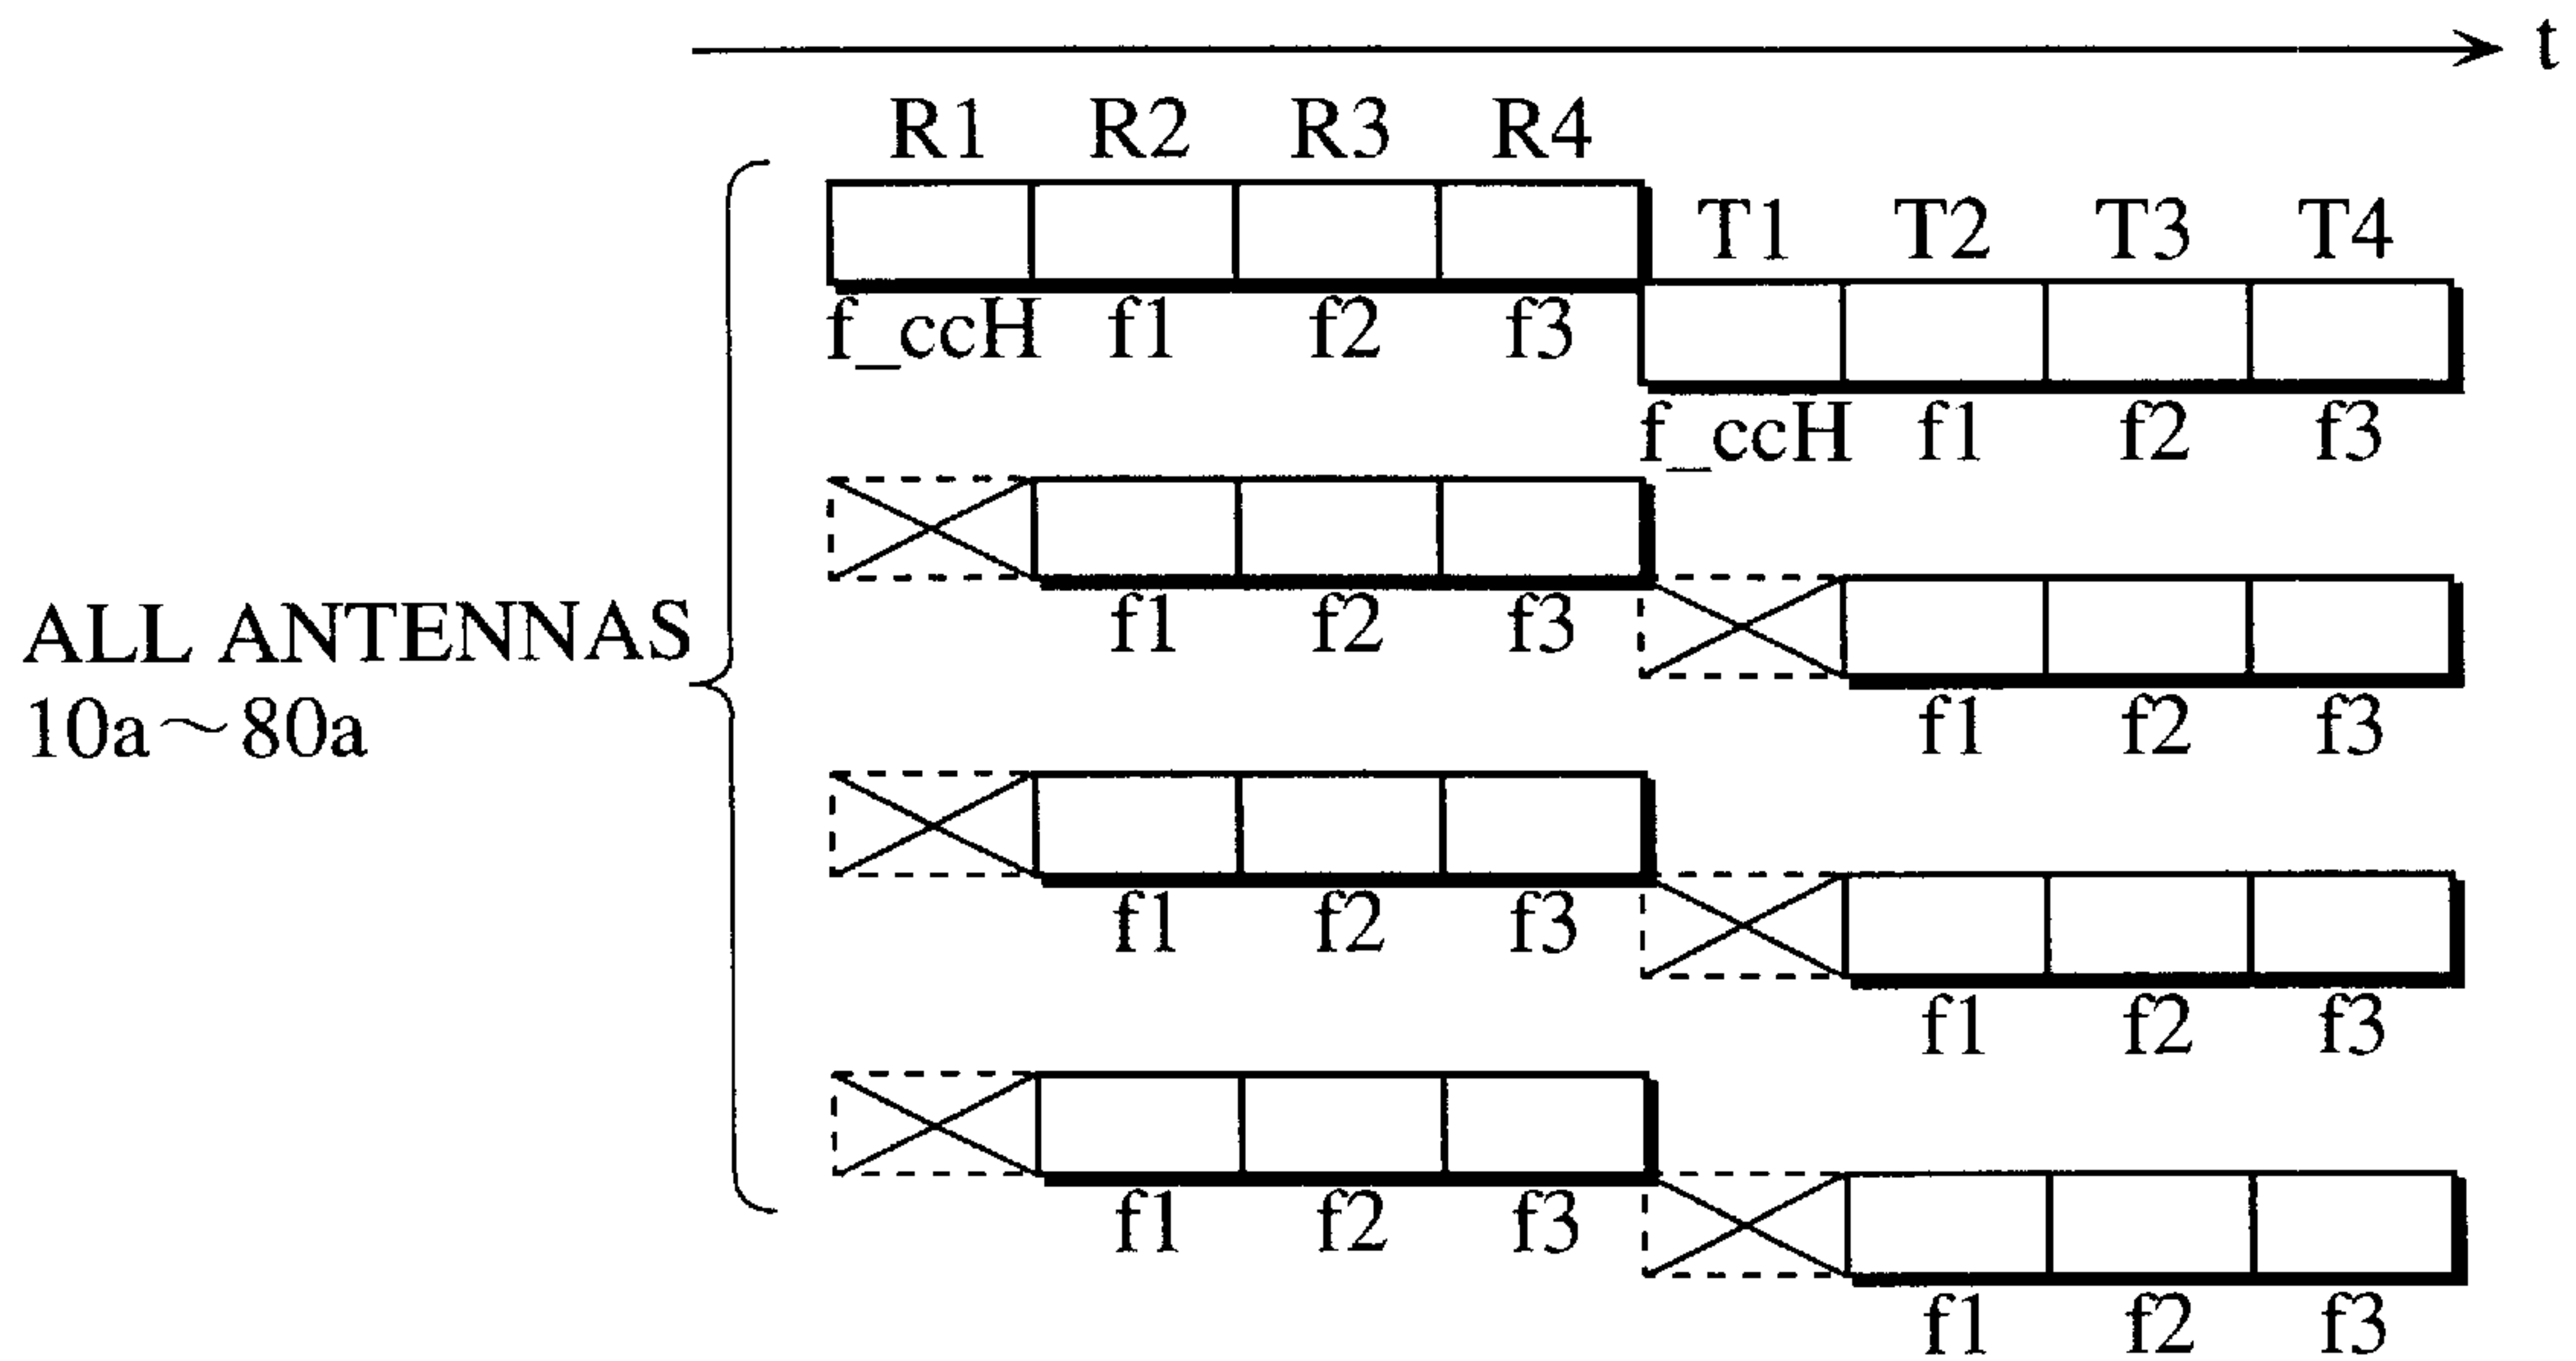 t
R1 R2 R3 R4
T1 T2 T3 T4
f_ccH f1 f2 f3
f_ccH f1 f2 f3
f1 f2 f3
ALL ANTENNAS
10a～80a
f1 f2 f3
f1 f2 f3
f1 f2 f3
f1 f2 f3
f1 f2 f3